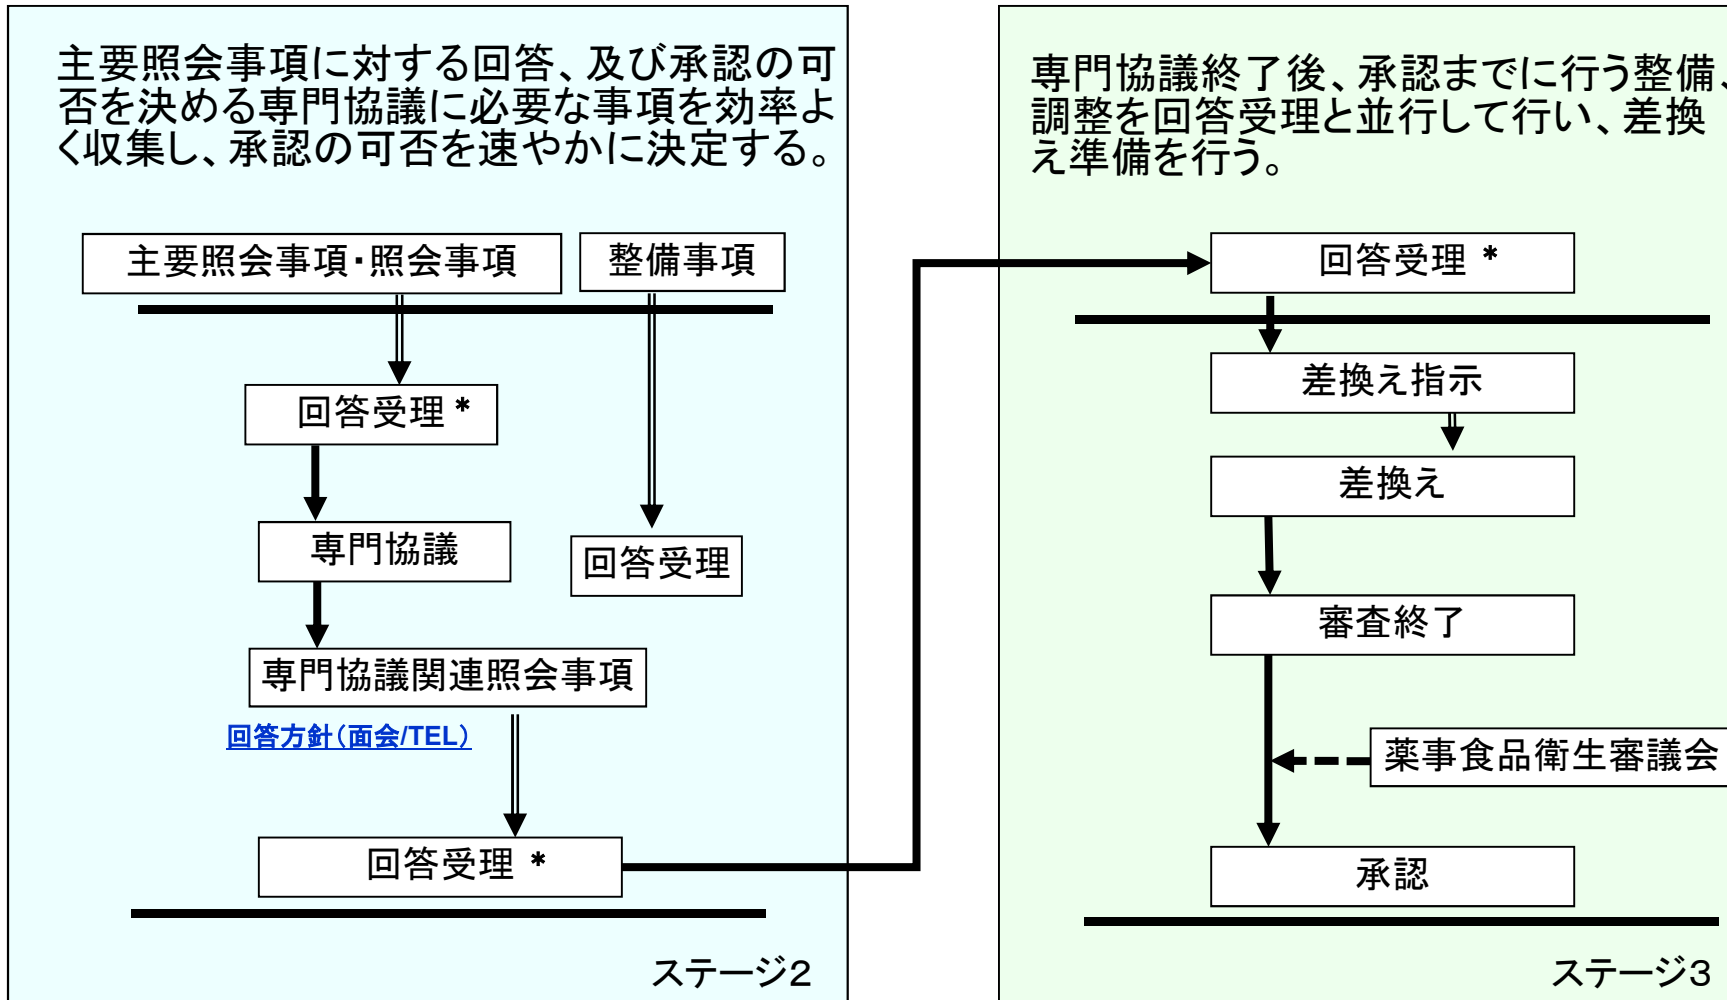 主要照会事項に対する回答、及び承認の可
否を決める専門協議に必要な事項を効率よ
く収集し、承認の可否を速やかに決定する。
主要照会事項・照会事項
整備事項
回答受理 *
専門協議
回答受理
専門協議関連照会事項
回答方針（面会/TEL）
回答受理 *
ステージ２
専門協議終了後、承認までに行う整備、
調整を回答受理と並行して行い、差換
え準備を行う。
回答受理 *
差換え指示
差換え
審査終了
薬事食品衛生審議会
承認
ステージ３